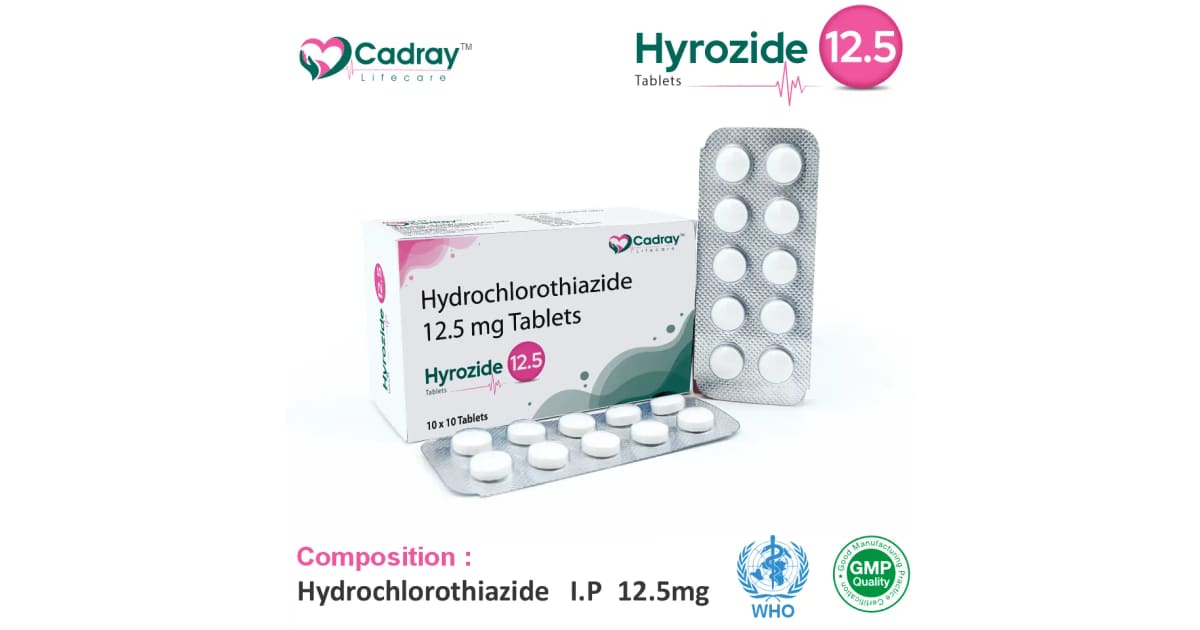 Cadray™
Lifecare
Hyrozide 12.5
Tablets
Cadray
Cadray™
Lifecare
Hydrochlorothiazide
12.5 mg Tablets
Hyrozide 12.5
Tablets
10 x 10 Tablets
Hyrozide 12.5
Composition :
Hydrochlorothiazide I.P 12.5mg
WHO
Good Manufacturing Practice Certification
GMP
Quality